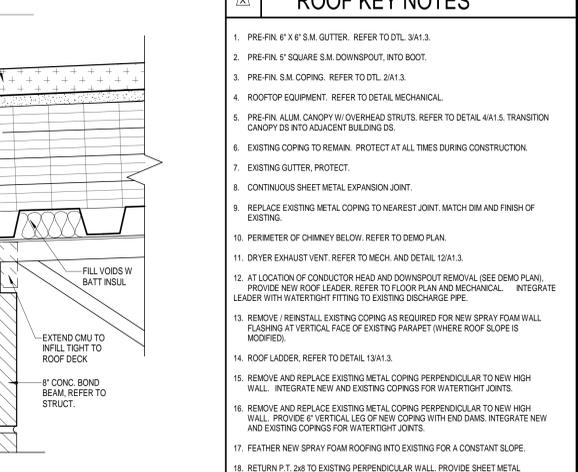 ROOF KEY NOTES
1. PRE-FIN. 6" X 6" S.M. GUTTER. REFER TO DTL. 3/A1.3.
2. PRE-FIN. 5" SQUARE S.M. DOWNSPOUT, INTO BOOT.
3. PRE-FIN. S.M. COPING. REFER TO DTL. 2/A1.3.
4. ROOFTOP EQUIPMENT. REFER TO DETAIL MECHANICAL.
5. PRE-FIN. ALUM. CANOPY W/ OVERHEAD STRUTS. REFER TO DETAIL 4/A1.5. TRANSITION
CANOPY DS INTO ADJACENT BUILDING DS.
6. EXISTING COPING TO REMAIN. PROTECT AT ALL TIMES DURING CONSTRUCTION.
7. EXISTING GUTTER, PROTECT.
8. CONTINUOUS SHEET METAL EXPANSION JOINT.
9. REPLACE EXISTING METAL COPING TO NEAREST JOINT. MATCH DIM AND FINISH OF
EXISTING.
10. PERIMETER OF CHIMNEY BELOW. REFER TO DEMO PLAN.
11. DRYER EXHAUST VENT. REFER TO MECH. AND DETAIL 12/A1.3.
12. AT LOCATION OF CONDUCTOR HEAD AND DOWNSPOUT REMOVAL (SEE DEMO PLAN),
PROVIDE NEW ROOF LEADER. REFER TO FLOOR PLAN AND MECHANICAL. INTEGRATE
LEADER WITH WATERTIGHT FITTING TO EXISTING DISCHARGE PIPE.
13. REMOVE / REINSTALL EXISTING COPING AS REQUIRED FOR NEW SPRAY FOAM WALL
FLASHING AT VERTICAL FACE OF EXISTING PARAPET (WHERE ROOF SLOPE IS
MODIFIED).
14. ROOF LADDER, REFER TO DETAIL 13/A1.3.
15. REMOVE AND REPLACE EXISTING METAL COPING PERPENDICULAR TO NEW HIGH
WALL. INTEGRATE NEW AND EXISTING COPINGS FOR WATERTIGHT JOINTS.
16. REMOVE AND REPLACE EXISTING METAL COPING PERPENDICULAR TO NEW HIGH
WALL. PROVIDE 6" VERTICAL LEG OF NEW COPING WITH END DAMS. INTEGRATE NEW
AND EXISTING COPINGS FOR WATERTIGHT JOINTS.
17. FEATHER NEW SPRAY FOAM ROOFING INTO EXISTING FOR A CONSTANT SLOPE.
18. RETURN P.T. 2x8 TO EXISTING PERPENDICULAR WALL. PROVIDE SHEET METAL
FILL VOIDS W
BATT INSUL
EXTEND CMU TO
INFILL TIGHT TO
ROOF DECK
8" CONC. BOND
BEAM, REFER TO
STRUCT.